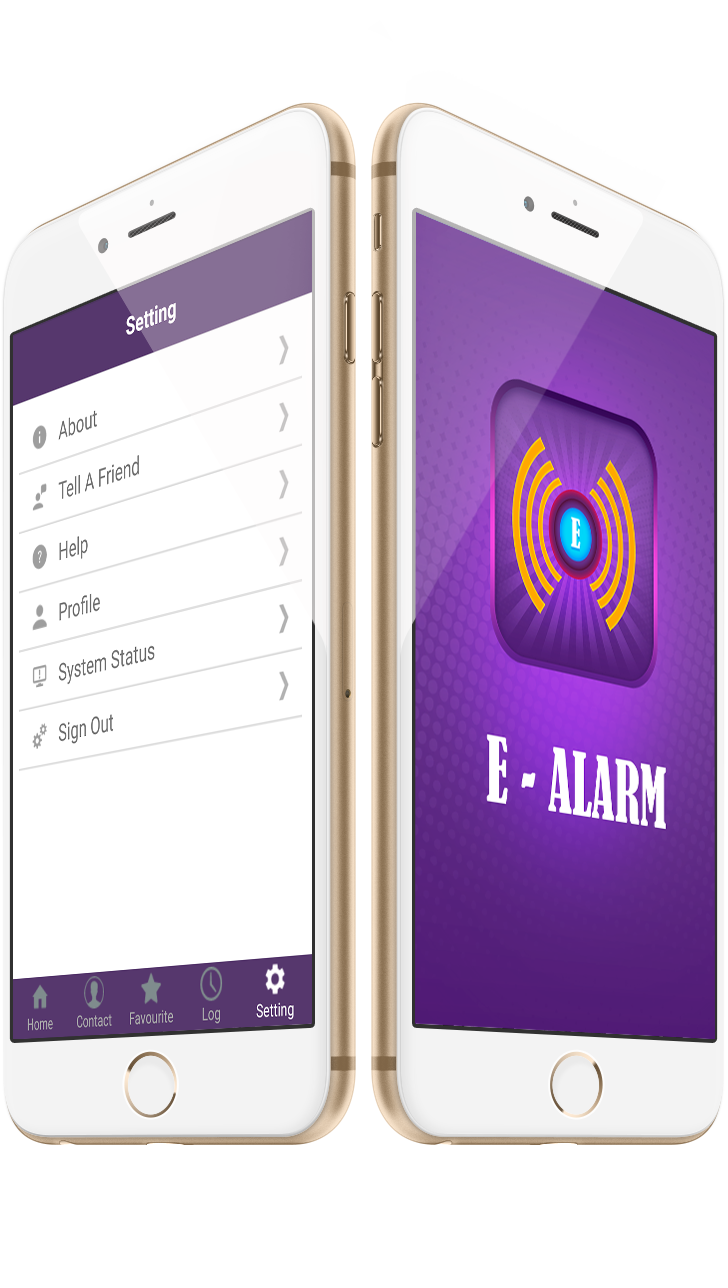 Setting
About
Tell A Friend
Help
Profile
System Status
Sign Out
Home
Contact
Favourite
Log
Setting
E
E - ALARM